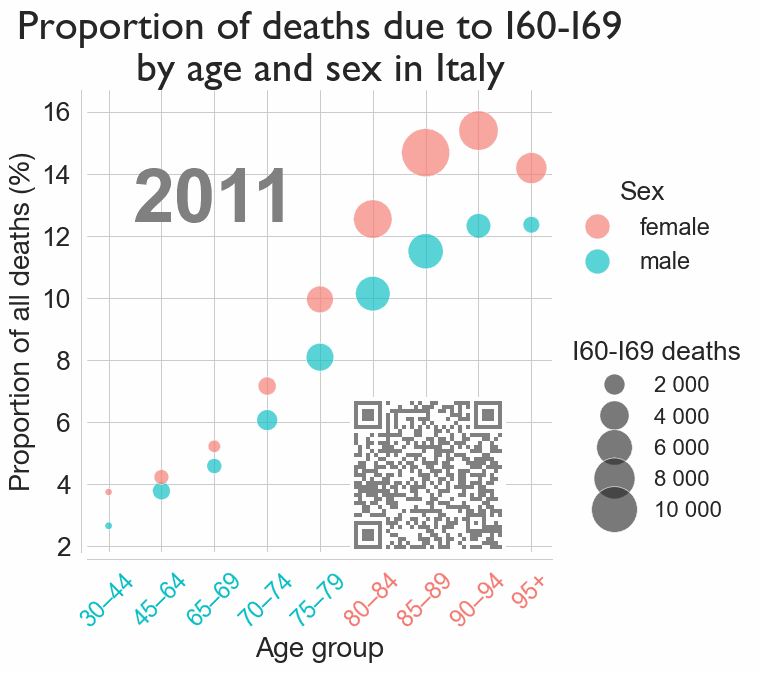 Proportion of deaths due to I60-I69
by age and sex in Italy
Proportion of all deaths (%)
16
14
12
10
8
6
4
2
2011
30–44
45–64
65–69
70–74
75–79
80–84
85–89
90–94
95+
Age group
Sex
female
male
I60-I69 deaths
2 000
4 000
6 000
8 000
10 000